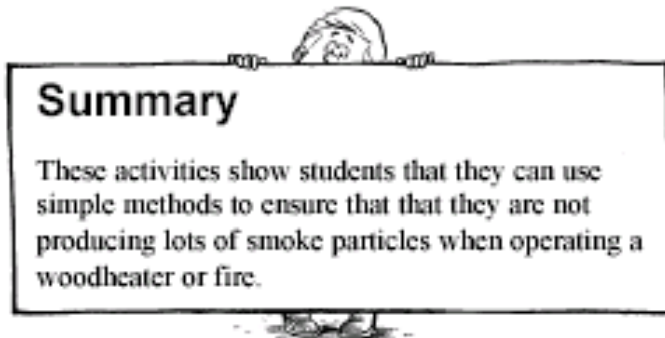 Summary
These activities show students that they can use
simple methods to ensure that that they are not
producing lots of smoke particles when operating a
woodheater or fire.